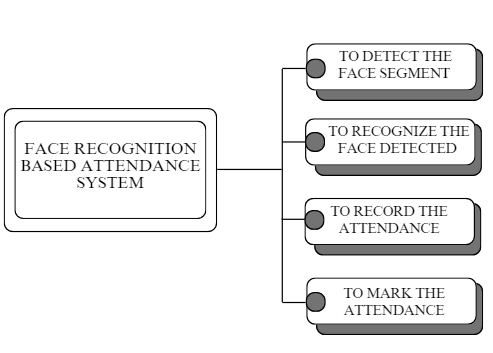 FACE RECOGNITION
BASED ATTENDANCE
SYSTEM
TO DETECT THE
FACE SEGMENT
TO RECOGNIZE THE
FACE DETECTED
TO RECORD THE
ATTENDANCE
TO MARK THE
ATTENDANCE